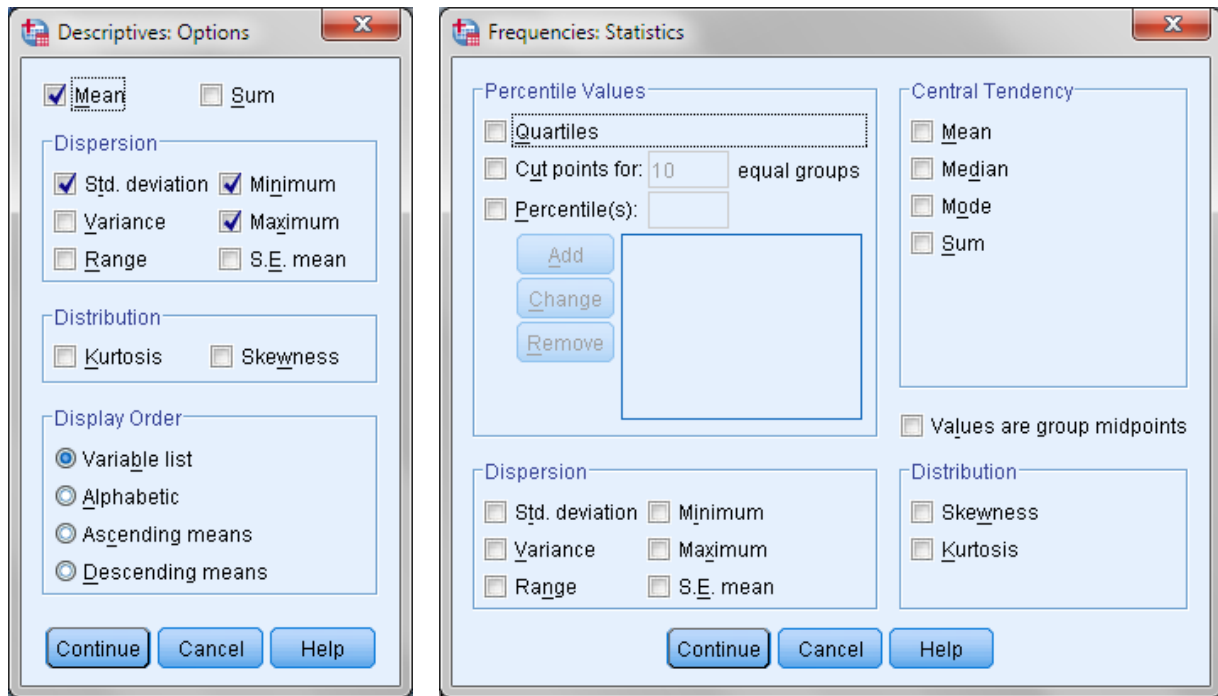 Descriptives: Options
Mean Sum
Dispersion
Std. deviation Minimum
Variance Maximum
Range S.E. mean
Distribution
Kurtosis Skewness
Display Order
Variable list
Alphabetic
Ascending means
Descending means
Continue Cancel Help
Frequencies: Statistics
Percentile Values
Quartiles
Cut points for: 10 equal groups
Percentile(s):
Add
Change
Remove
Central Tendency
Mean
Median
Mode
Sum
Values are group midpoints
Dispersion
Std. deviation Minimum
Variance Maximum
Range S.E. mean
Distribution
Skewness
Kurtosis
Continue Cancel Help